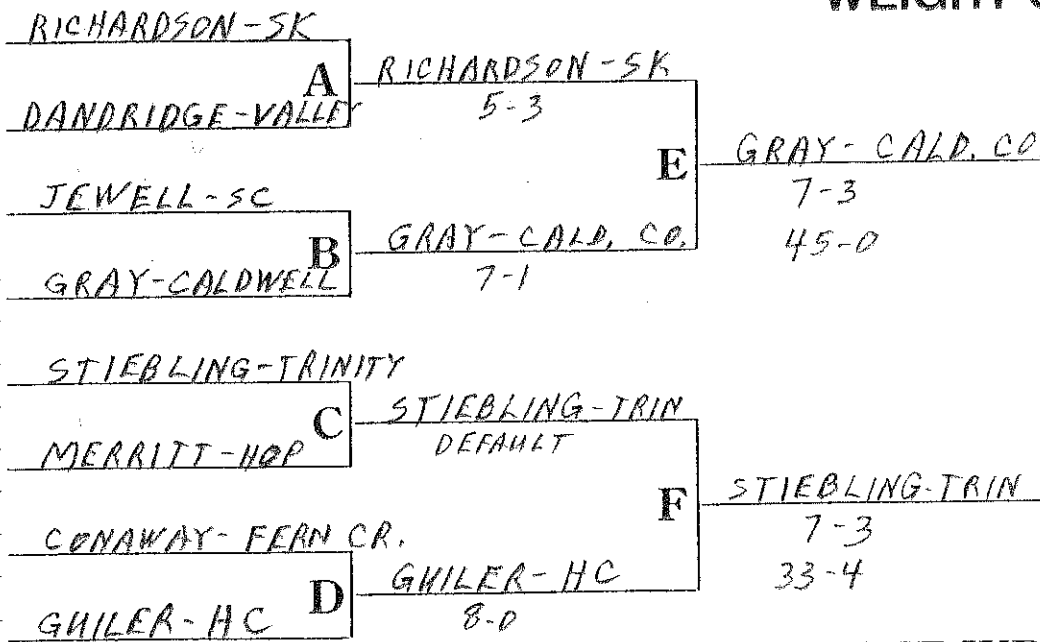 RICHARDSON-SK
A
RICHARDSON-SK
5-3
DANDRIDGE-VALLEY
E
GRAY- CALD. CO
7-3
45-0
JEWELL-SC
B
GRAY-CALD. CO.
7-1
GRAY-CALDWELL
STIEBLING-TRINITY
C
STIEBLING-TRIN
DEFAULT
MERRITT-HOP
F
STIEBLING-TRIN
7-3
33-4
CONAWAY- FERN CR.
D
GUILER- HC
8-0
GUILER- HC